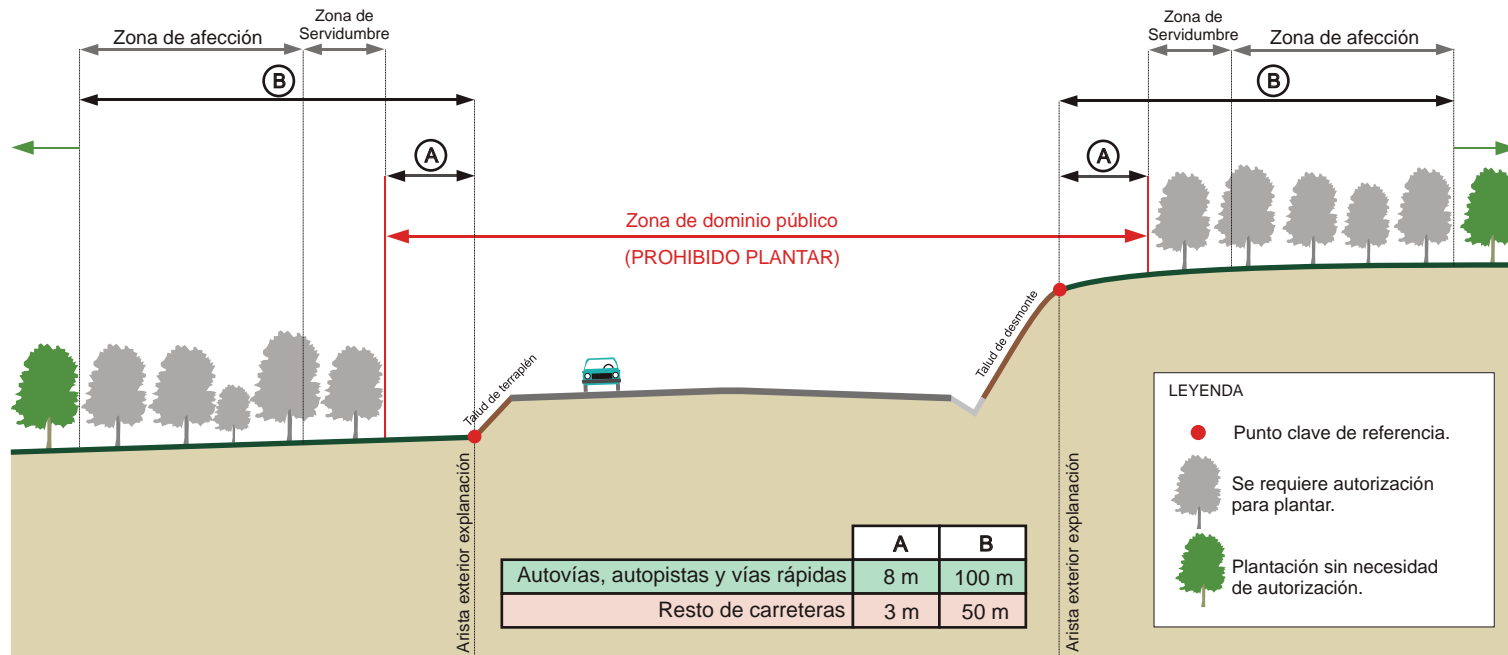 Zona de afección
Zona de
Servidumbre
B
A
Zona de dominio público
(PROHIBIDO PLANTAR)
Zona de
Servidumbre
Zona de afección
B
A
Talud de terraplén
Talud de desmonte
Arista exterior explanación
Arista exterior explanación
A B
Autovías, autopistas y vías rápidas 8 m 100 m
Resto de carreteras 3 m 50 m
LEYENDA
Punto clave de referencia.
Se requiere autorización
para plantar.
Plantación sin necesidad
de autorización.